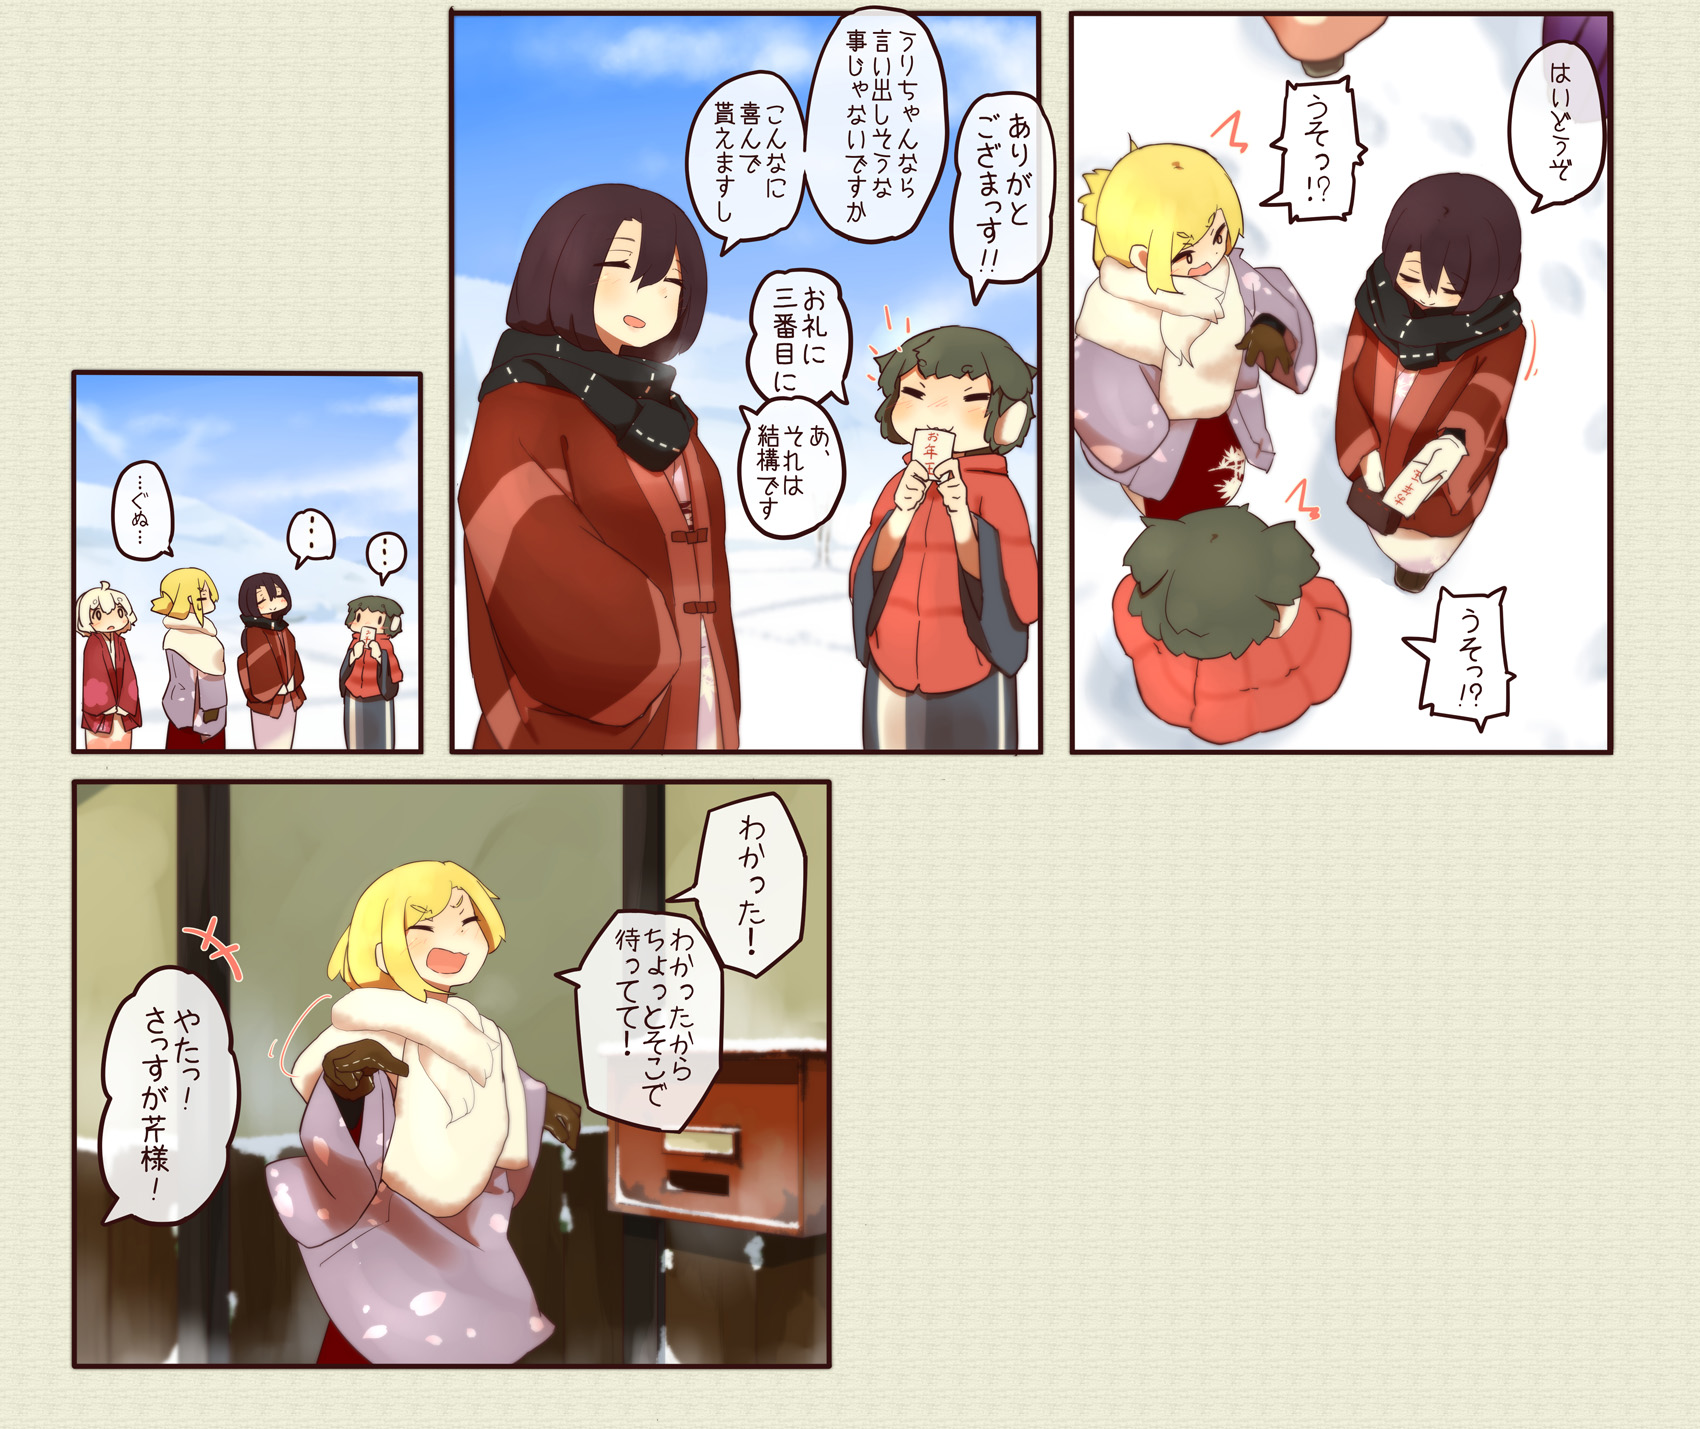 はいどうぞ
うそっ!?
お年玉
うそっ!?
ありがと
ござまっす!!
うりちゃんなら
言い出しそうな
事じゃないですか
こんなに
喜んで
貰えますし
お礼に
三番目に
あ、
それは
結構です
お年玉
…
…
…ぐぬ…
わかった!
わかったから
ちょっとそこで
待ってて!
やたっ!
さっすが芹様!